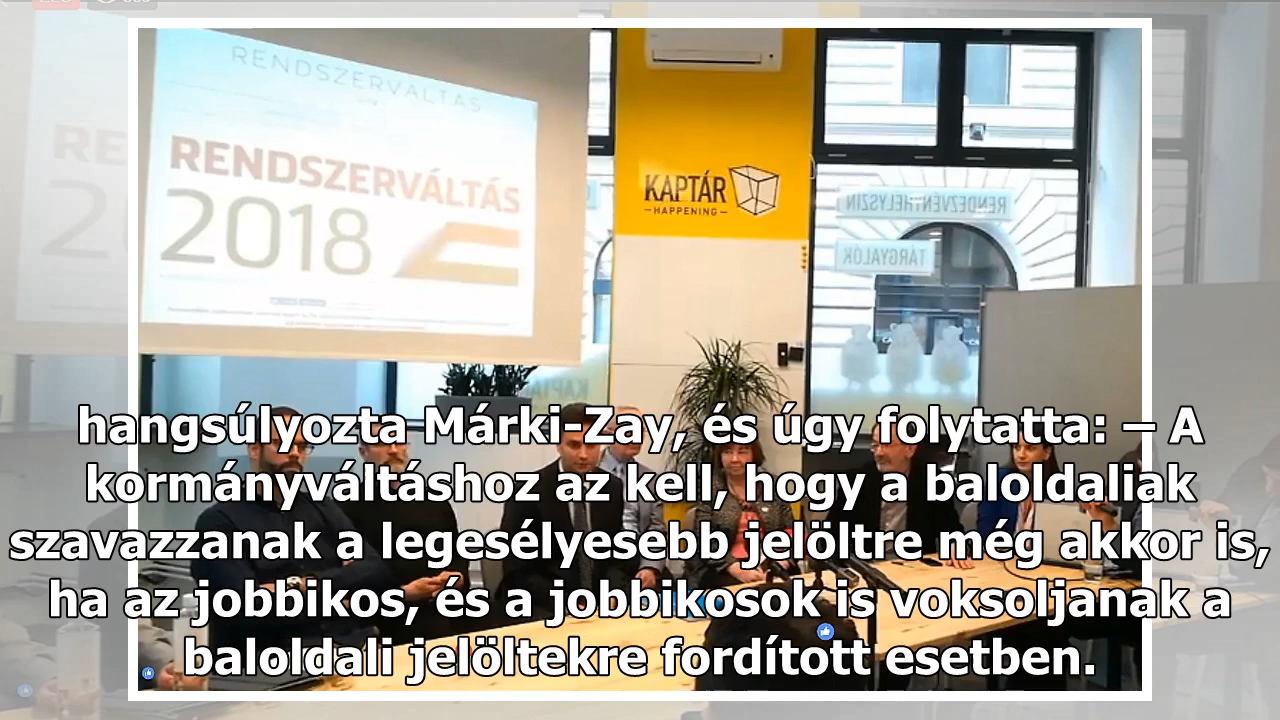 RENDSZERVÁLTÁS
RENDSZERVÁLTÁS
2018
KAPTÁR
HAPPENING
RENDEZVÉNYHELYSZÍN
TÁRGYALÓK
hangsúlyozta Márki-Zay, és úgy folytatta: – A
kormányváltáshoz az kell, hogy a baloldaliak
szavazzanak a legesélyesebb jelöltre még akkor is,
ha az jobbikos, és a jobbikosok is voksoljanak a
baloldali jelöltekre fordított esetben.